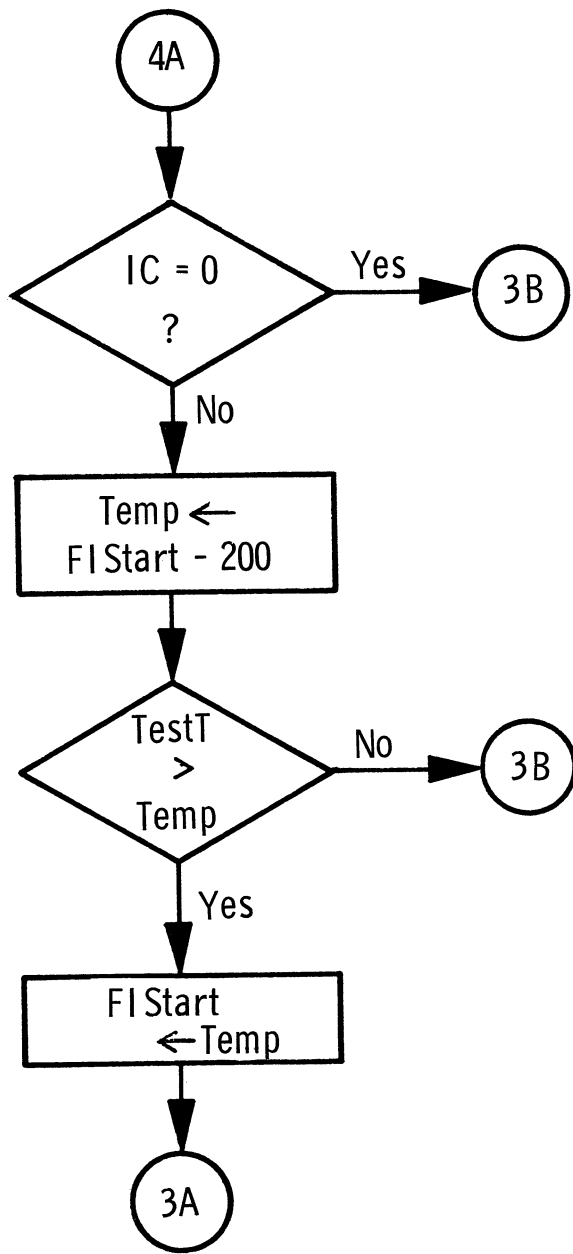 4A
IC = 0
?
Yes
3B
No
Temp ←
FIStart - 200
TestT
>
Temp
No
3B
Yes
FIStart
← Temp
3A